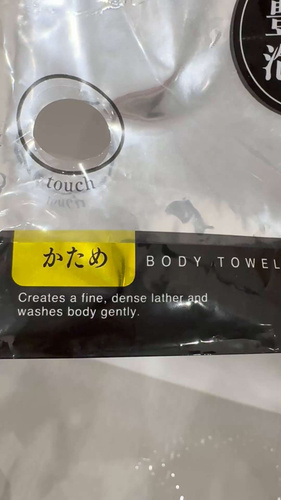 touch
かため
BODY TOWEL
Creates a fine, dense lather and
washes body gently.